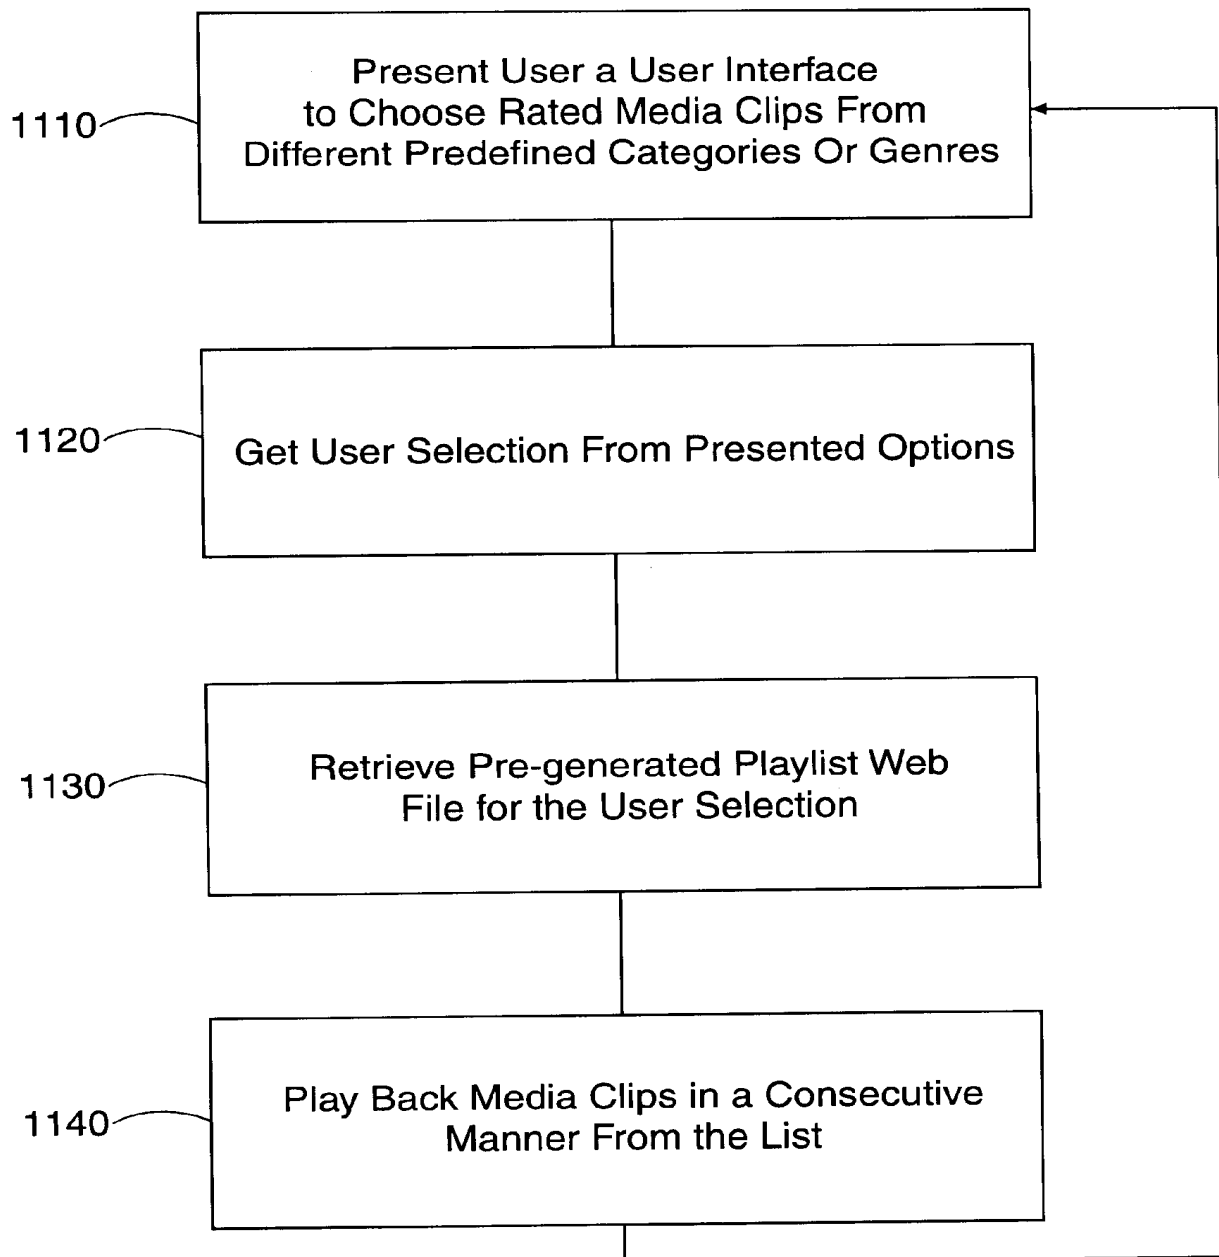 Present User a User Interface
to Choose Rated Media Clips From
Different Predefined Categories Or Genres
1110
Get User Selection From Presented Options
1120
Retrieve Pre-generated Playlist Web
File for the User Selection
1130
Play Back Media Clips in a Consecutive
Manner From the List
1140